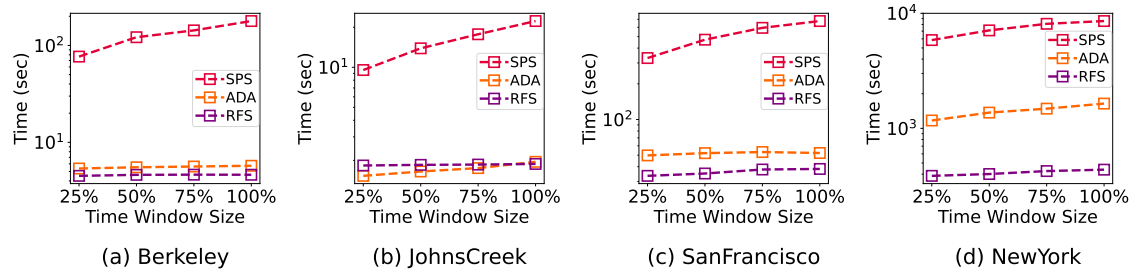 Time (sec)
10²
10¹
SPS
ADA
RFS
25% 50% 75% 100%
Time Window Size
(a) Berkeley
Time (sec)
10¹
SPS
ADA
RFS
25% 50% 75% 100%
Time Window Size
(b) JohnsCreek
Time (sec)
10²
SPS
ADA
RFS
25% 50% 75% 100%
Time Window Size
(c) SanFrancisco
Time (sec)
10⁴
10³
SPS
ADA
RFS
25% 50% 75% 100%
Time Window Size
(d) NewYork